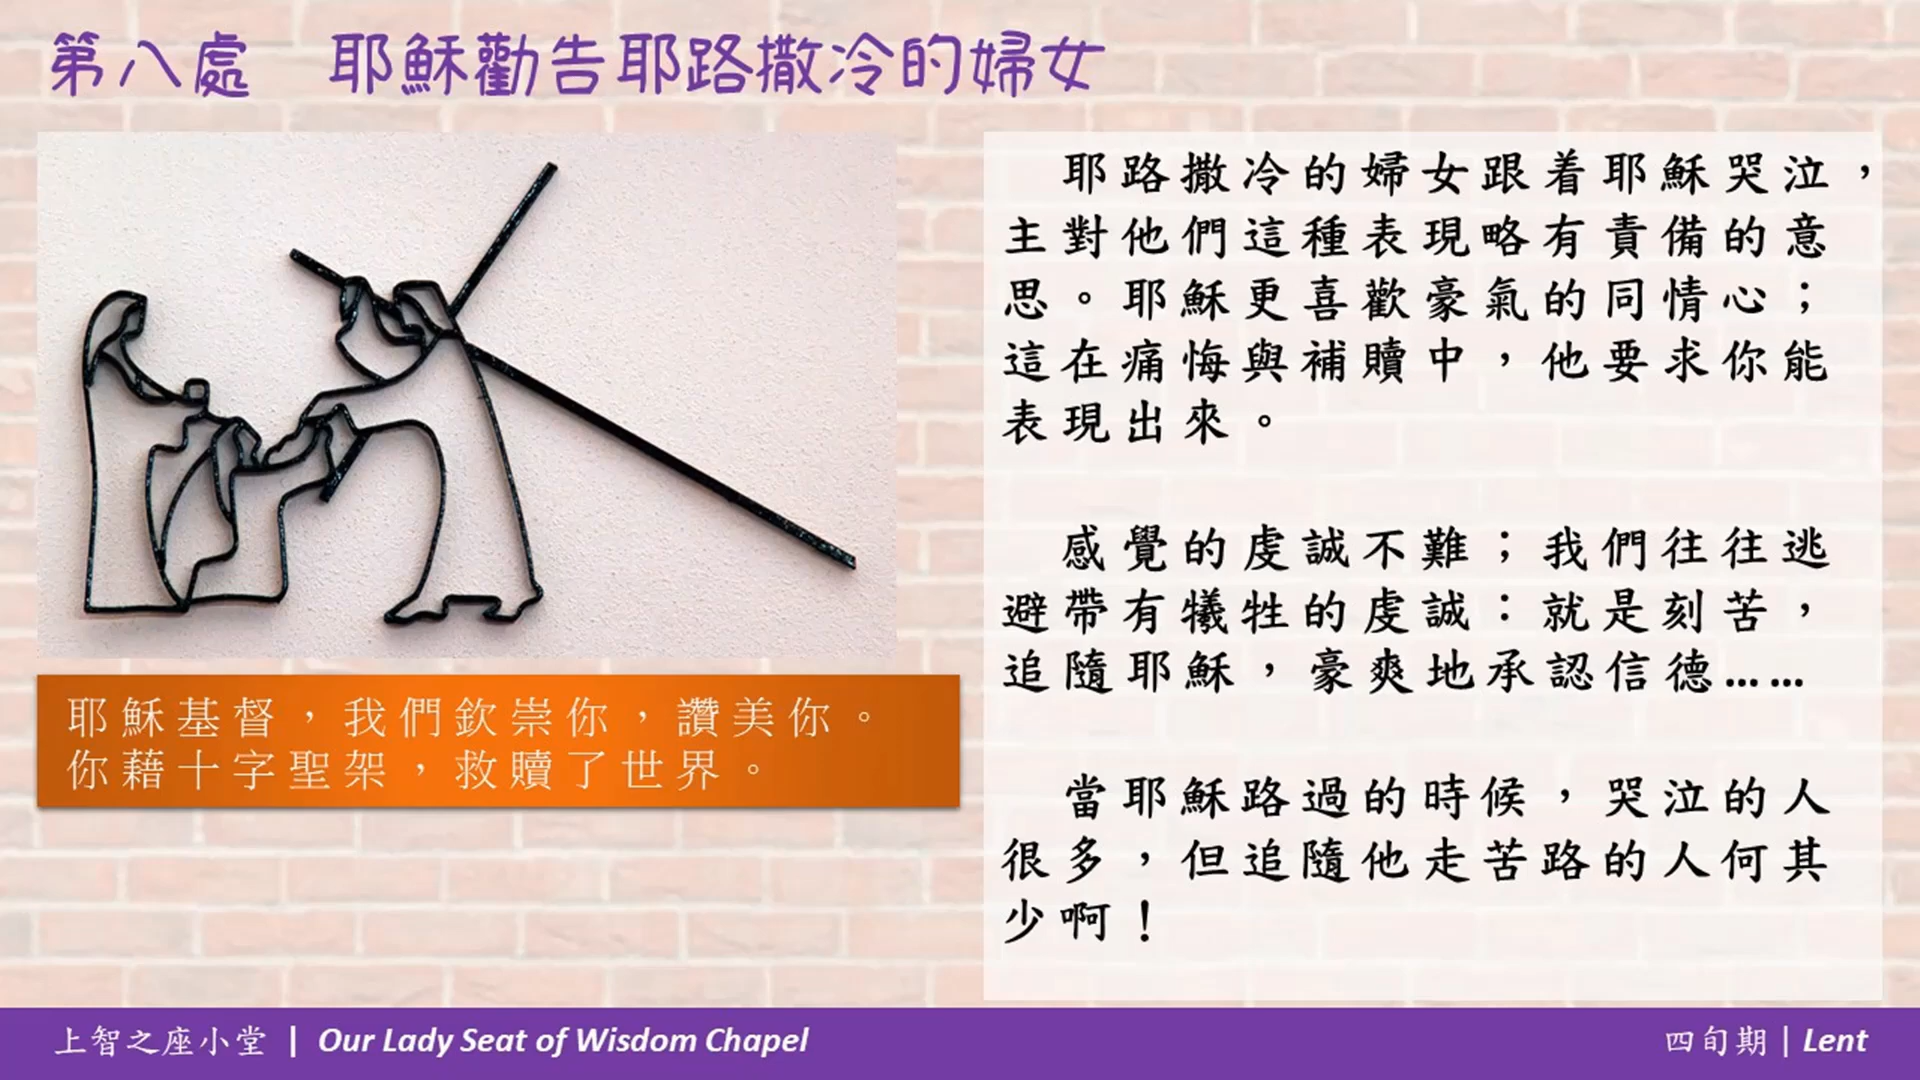 第八處　耶穌勸告耶路撒冷的婦女
耶穌基督，我們欽崇你，讚美你。
你藉十字聖架，救贖了世界。
耶路撒冷的婦女跟着耶穌哭泣，
主對他們這種表現略有責備的意
思。耶穌更喜歡豪氣的同情心；
這在痛悔與補贖中，他要求你能
表現出來。
感覺的虔誠不難；我們往往逃
避帶有犧牲的虔誠：就是刻苦，
追隨耶穌，豪爽地承認信德……
當耶穌路過的時候，哭泣的人
很多，但追隨他走苦路的人何其
少啊！
上智之座小堂 | Our Lady Seat of Wisdom Chapel
四旬期 | Lent